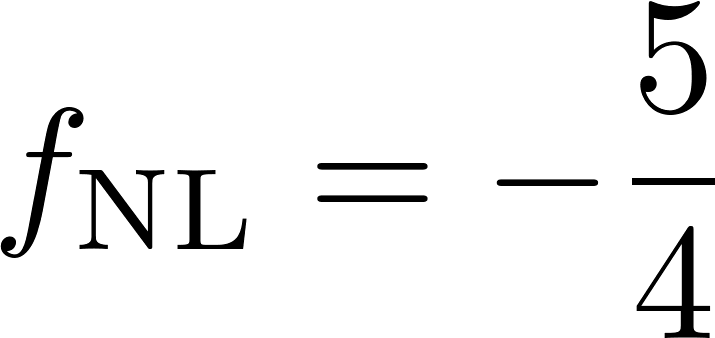 f_NL = −5/4